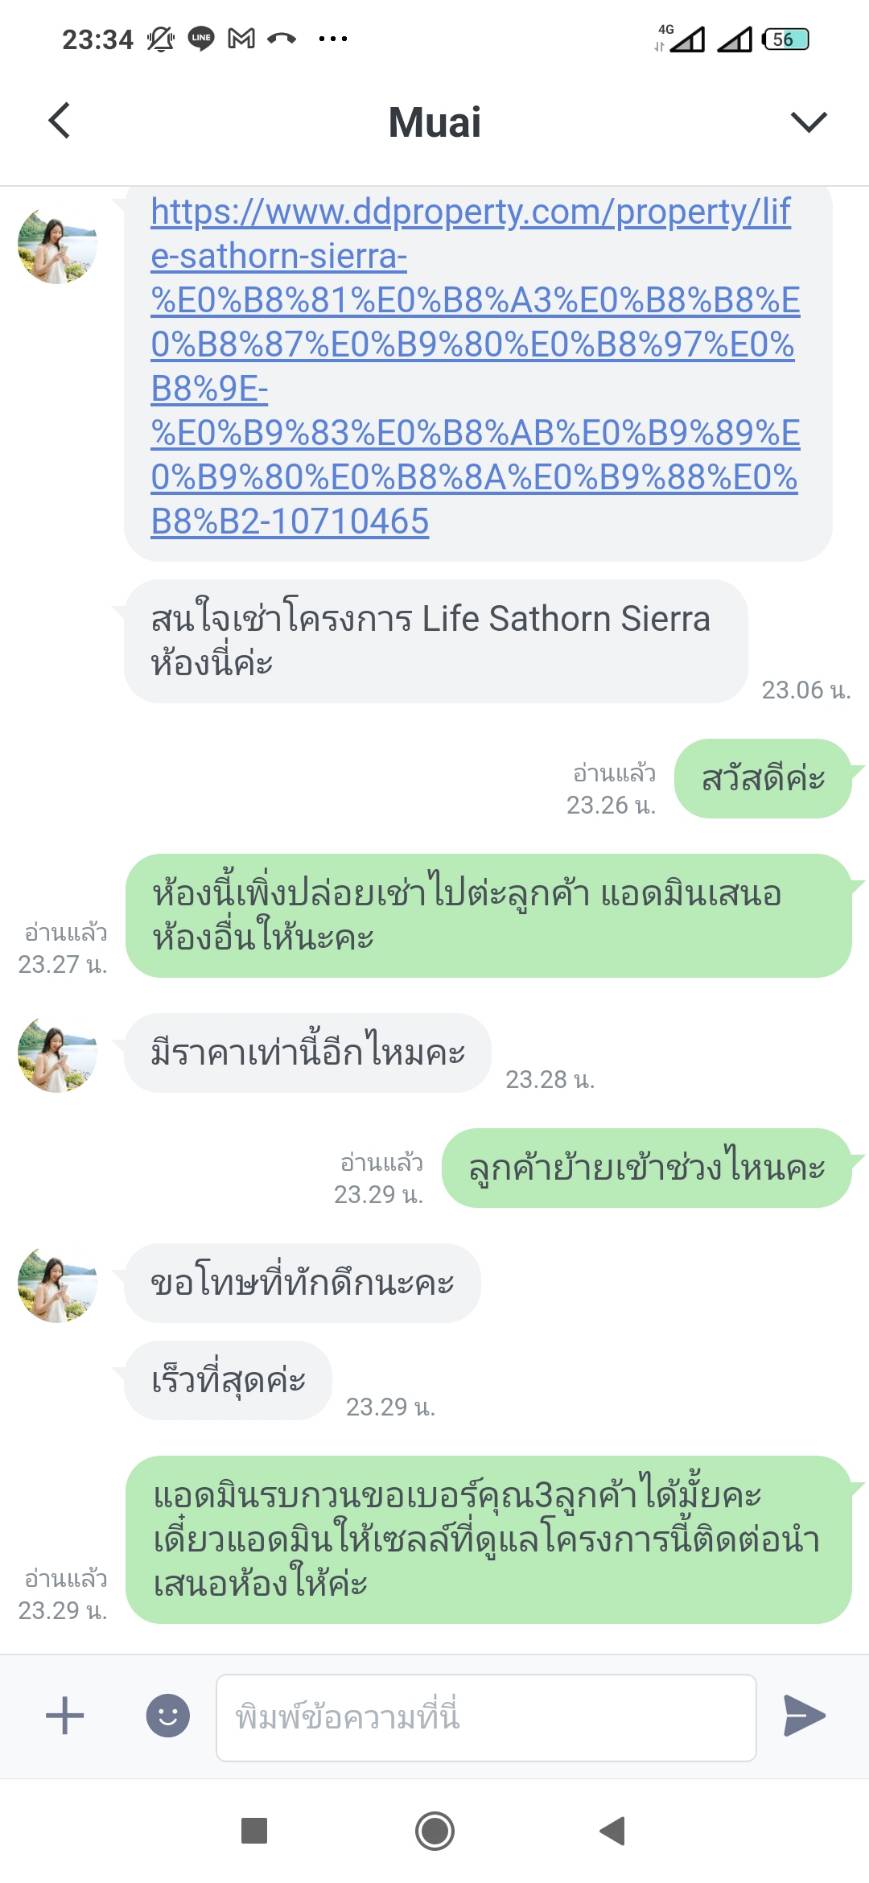 23:34
LINE
4G
56
Muai
https://www.ddproperty.com/property/lif
e-sathorn-sierra-
%E0%B8%81%E0%B8%A3%E0%B8%B8%E
0%B8%87%E0%B9%80%E0%B8%97%E0%
B8%9E-
%E0%B9%83%E0%B8%AB%E0%B9%89%E
0%B9%80%E0%B8%8A%E0%B9%88%E0%
B8%B2-10710465
สนใจเช่าโครงการ Life Sathorn Sierra
ห้องนี่ค่ะ
23.06 น.
สวัสดีค่ะ
อ่านแล้ว
23.26 น.
ห้องนี้เพิ่งปล่อยเช่าไปต่ะลูกค้า แอดมินเสนอ
ห้องอื่นให้นะคะ
อ่านแล้ว
23.27 น.
มีราคาเท่านี้อีกไหมคะ
23.28 น.
ลูกค้าย้ายเข้าช่วงไหนคะ
อ่านแล้ว
23.29 น.
ขอโทษที่ทักดึกนะคะ
เร็วที่สุดค่ะ
23.29 น.
แอดมินรบกวนขอเบอร์คุณ3ลูกค้าได้มั้ยคะ
เดี๋ยวแอดมินให้เซลล์ที่ดูแลโครงการนี้ติดต่อนำ
เสนอห้องให้ค่ะ
อ่านแล้ว
23.29 น.
พิมพ์ข้อความที่นี่